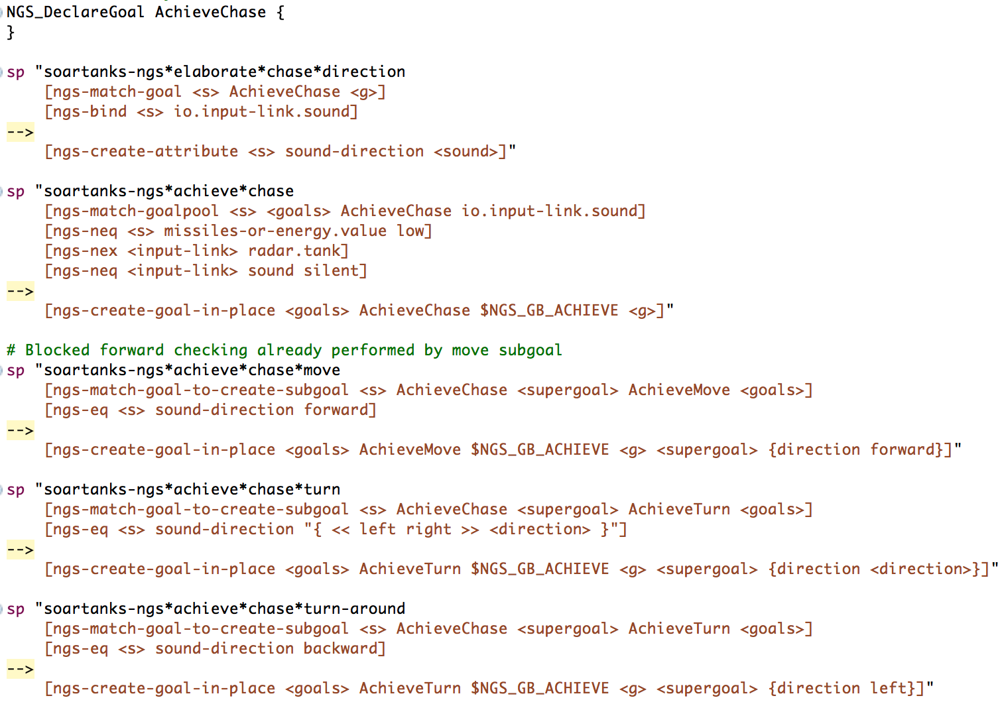 NGS_DeclareGoal AchieveChase {
}
sp "soartanks-ngs*elaborate*chase*direction
[ngs-match-goal <s> AchieveChase <g>]
[ngs-bind <s> io.input-link.sound]
-->
[ngs-create-attribute <s> sound-direction <sound>]"
sp "soartanks-ngs*achieve*chase
[ngs-match-goalpool <s> <goals> AchieveChase io.input-link.sound]
[ngs-neq <s> missiles-or-energy.value low]
[ngs-nex <input-link> radar.tank]
[ngs-neq <input-link> sound silent]
-->
[ngs-create-goal-in-place <goals> AchieveChase $NGS_GB_ACHIEVE <g>]"
# Blocked forward checking already performed by move subgoal
sp "soartanks-ngs*achieve*chase*move
[ngs-match-goal-to-create-subgoal <s> AchieveChase <supergoal> AchieveMove <goals>]
[ngs-eq <s> sound-direction forward]
-->
[ngs-create-goal-in-place <goals> AchieveMove $NGS_GB_ACHIEVE <g> <supergoal> {direction forward}]"
sp "soartanks-ngs*achieve*chase*turn
[ngs-match-goal-to-create-subgoal <s> AchieveChase <supergoal> AchieveTurn <goals>]
[ngs-eq <s> sound-direction "{ << left right >> <direction> }"]
-->
[ngs-create-goal-in-place <goals> AchieveTurn $NGS_GB_ACHIEVE <g> <supergoal> {direction <direction>}]"
sp "soartanks-ngs*achieve*chase*turn-around
[ngs-match-goal-to-create-subgoal <s> AchieveChase <supergoal> AchieveTurn <goals>]
[ngs-eq <s> sound-direction backward]
-->
[ngs-create-goal-in-place <goals> AchieveTurn $NGS_GB_ACHIEVE <g> <supergoal> {direction left}]"